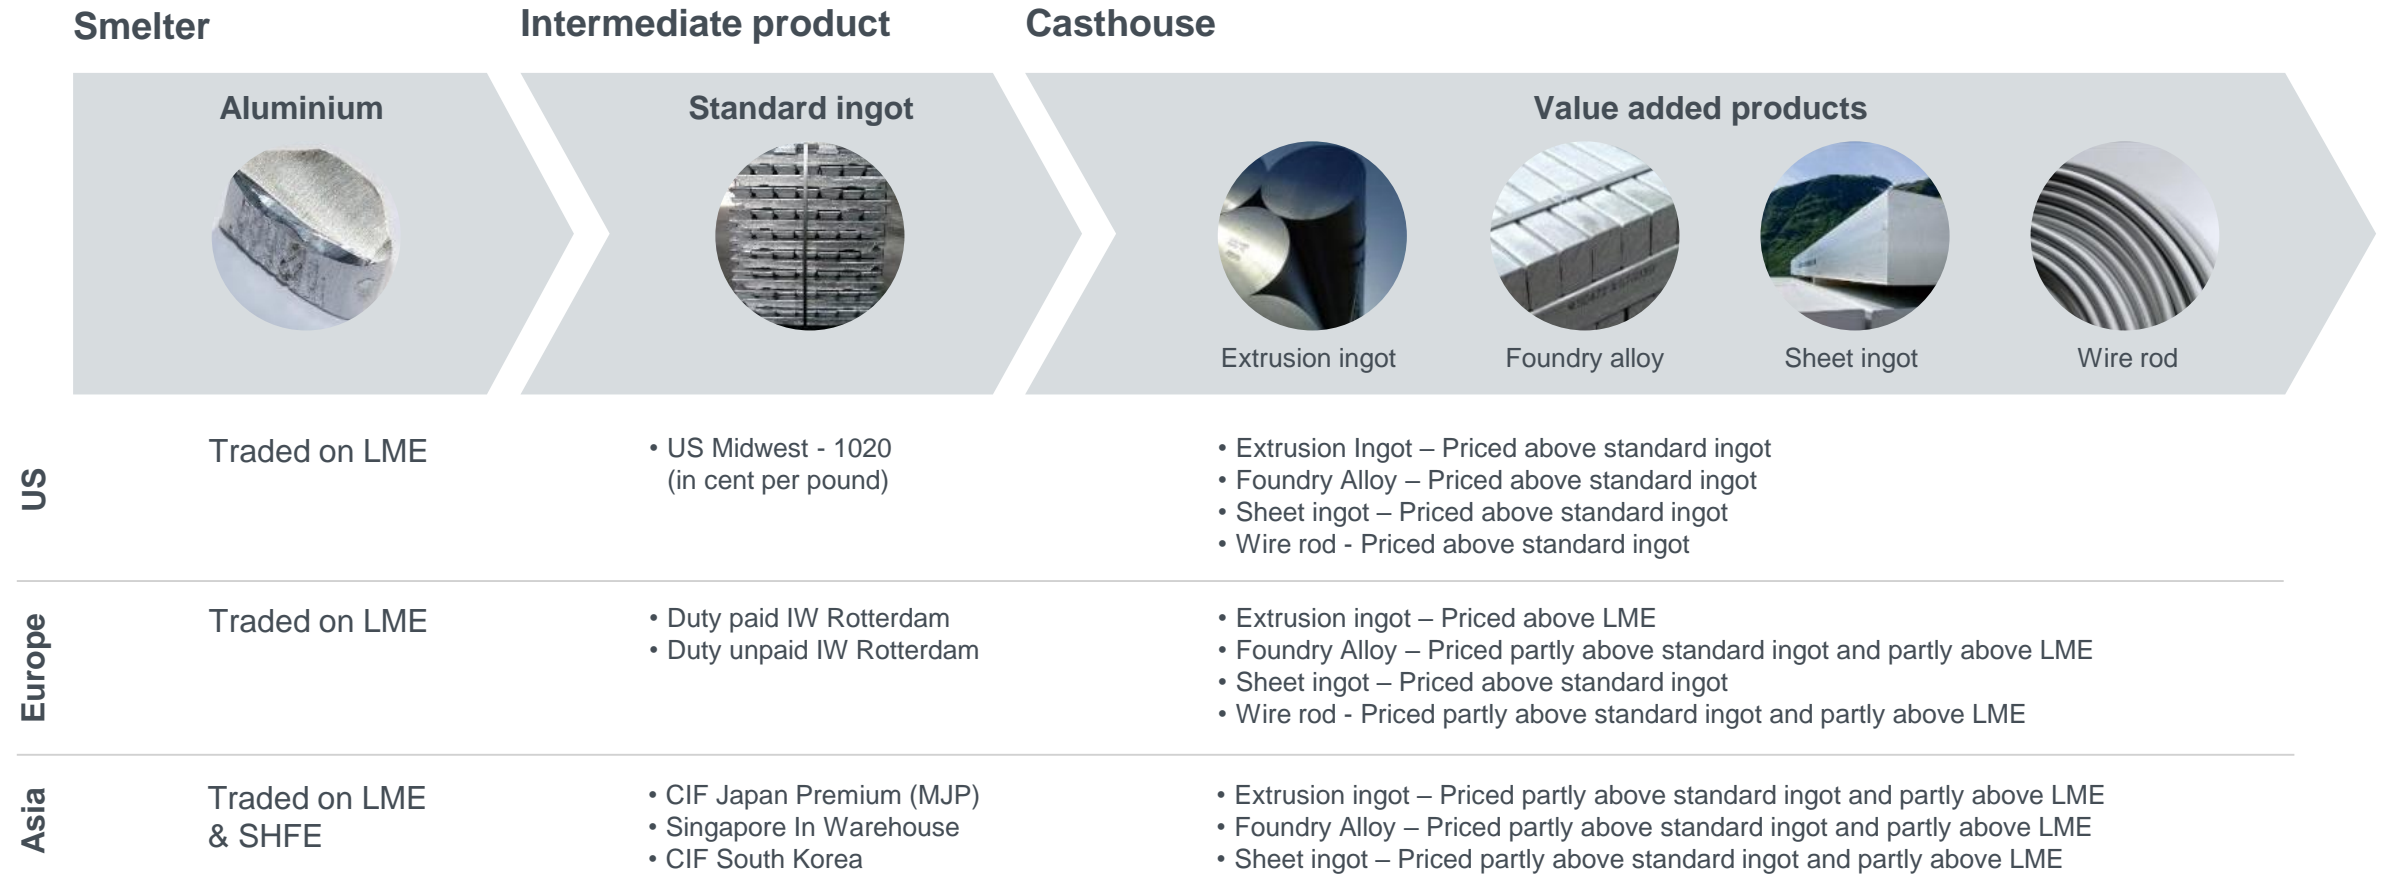 Smelter
Intermediate product
Casthouse
Aluminium
Standard ingot
Value added products
Extrusion ingot
Foundry alloy
Sheet ingot
Wire rod
US
Traded on LME
• US Midwest - 1020
(in cent per pound)
• Extrusion Ingot – Priced above standard ingot
• Foundry Alloy – Priced above standard ingot
• Sheet ingot – Priced above standard ingot
• Wire rod - Priced above standard ingot
Europe
Traded on LME
• Duty paid IW Rotterdam
• Duty unpaid IW Rotterdam
• Extrusion ingot – Priced above LME
• Foundry Alloy – Priced partly above standard ingot and partly above LME
• Sheet ingot – Priced above standard ingot
• Wire rod - Priced partly above standard ingot and partly above LME
Asia
Traded on LME
& SHFE
• CIF Japan Premium (MJP)
• Singapore In Warehouse
• CIF South Korea
• Extrusion ingot – Priced partly above standard ingot and partly above LME
• Foundry Alloy – Priced partly above standard ingot and partly above LME
• Sheet ingot – Priced partly above standard ingot and partly above LME